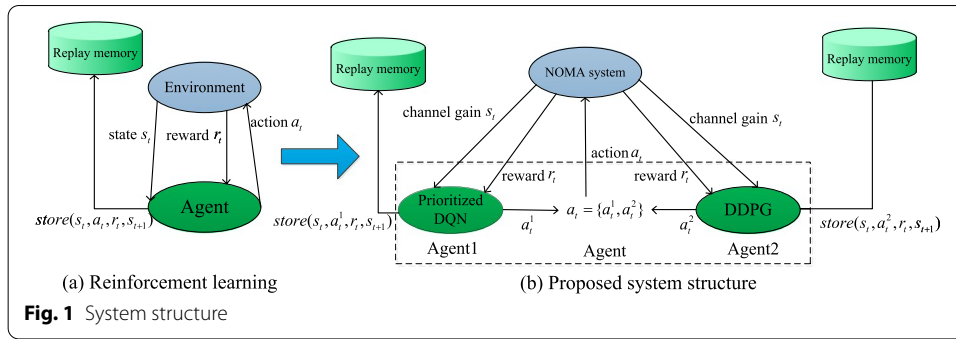 Replay memory
Environment
state s_t
reward r_t
action a_t
Agent
store(s_t, a_t, r_t, s_{t+1})
(a) Reinforcement learning
Replay memory
NOMA system
Replay memory
channel gain s_t
channel gain s_t
action a_t
reward r_t
reward r_t
Prioritized
DQN
a_t^1
a_t = {a_t^1, a_t^2}
a_t^2
DDPG
store(s_t, a_t^1, r_t, s_{t+1})
store(s_t, a_t^2, r_t, s_{t+1})
Agent1
Agent
Agent2
(b) Proposed system structure
Fig. 1 System structure